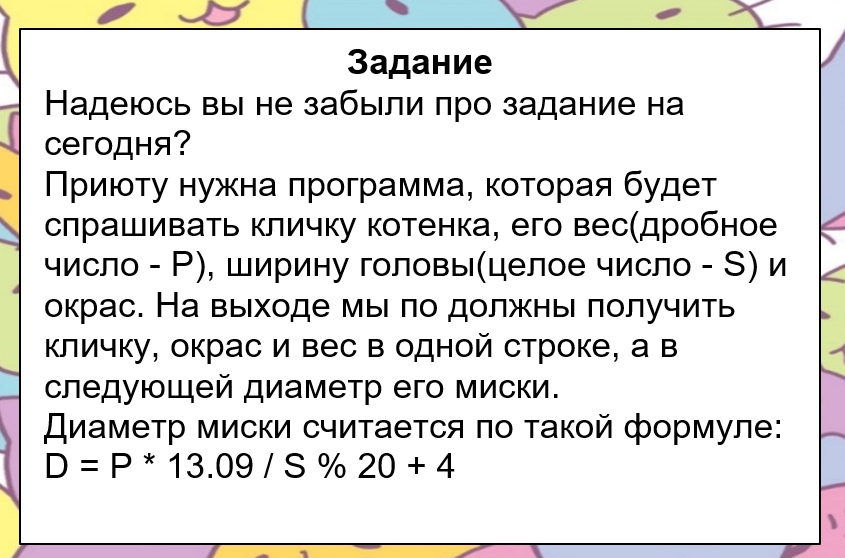 Задание
Надеюсь вы не забыли про задание на
сегодня?
Приюту нужна программа, которая будет
спрашивать кличку котенка, его вес(дробное
число - P), ширину головы(целое число - S) и
окрас. На выходе мы по должны получить
кличку, окрас и вес в одной строке, а в
следующей диаметр его миски.
Диаметр миски считается по такой формуле:
D = P * 13.09 / S % 20 + 4